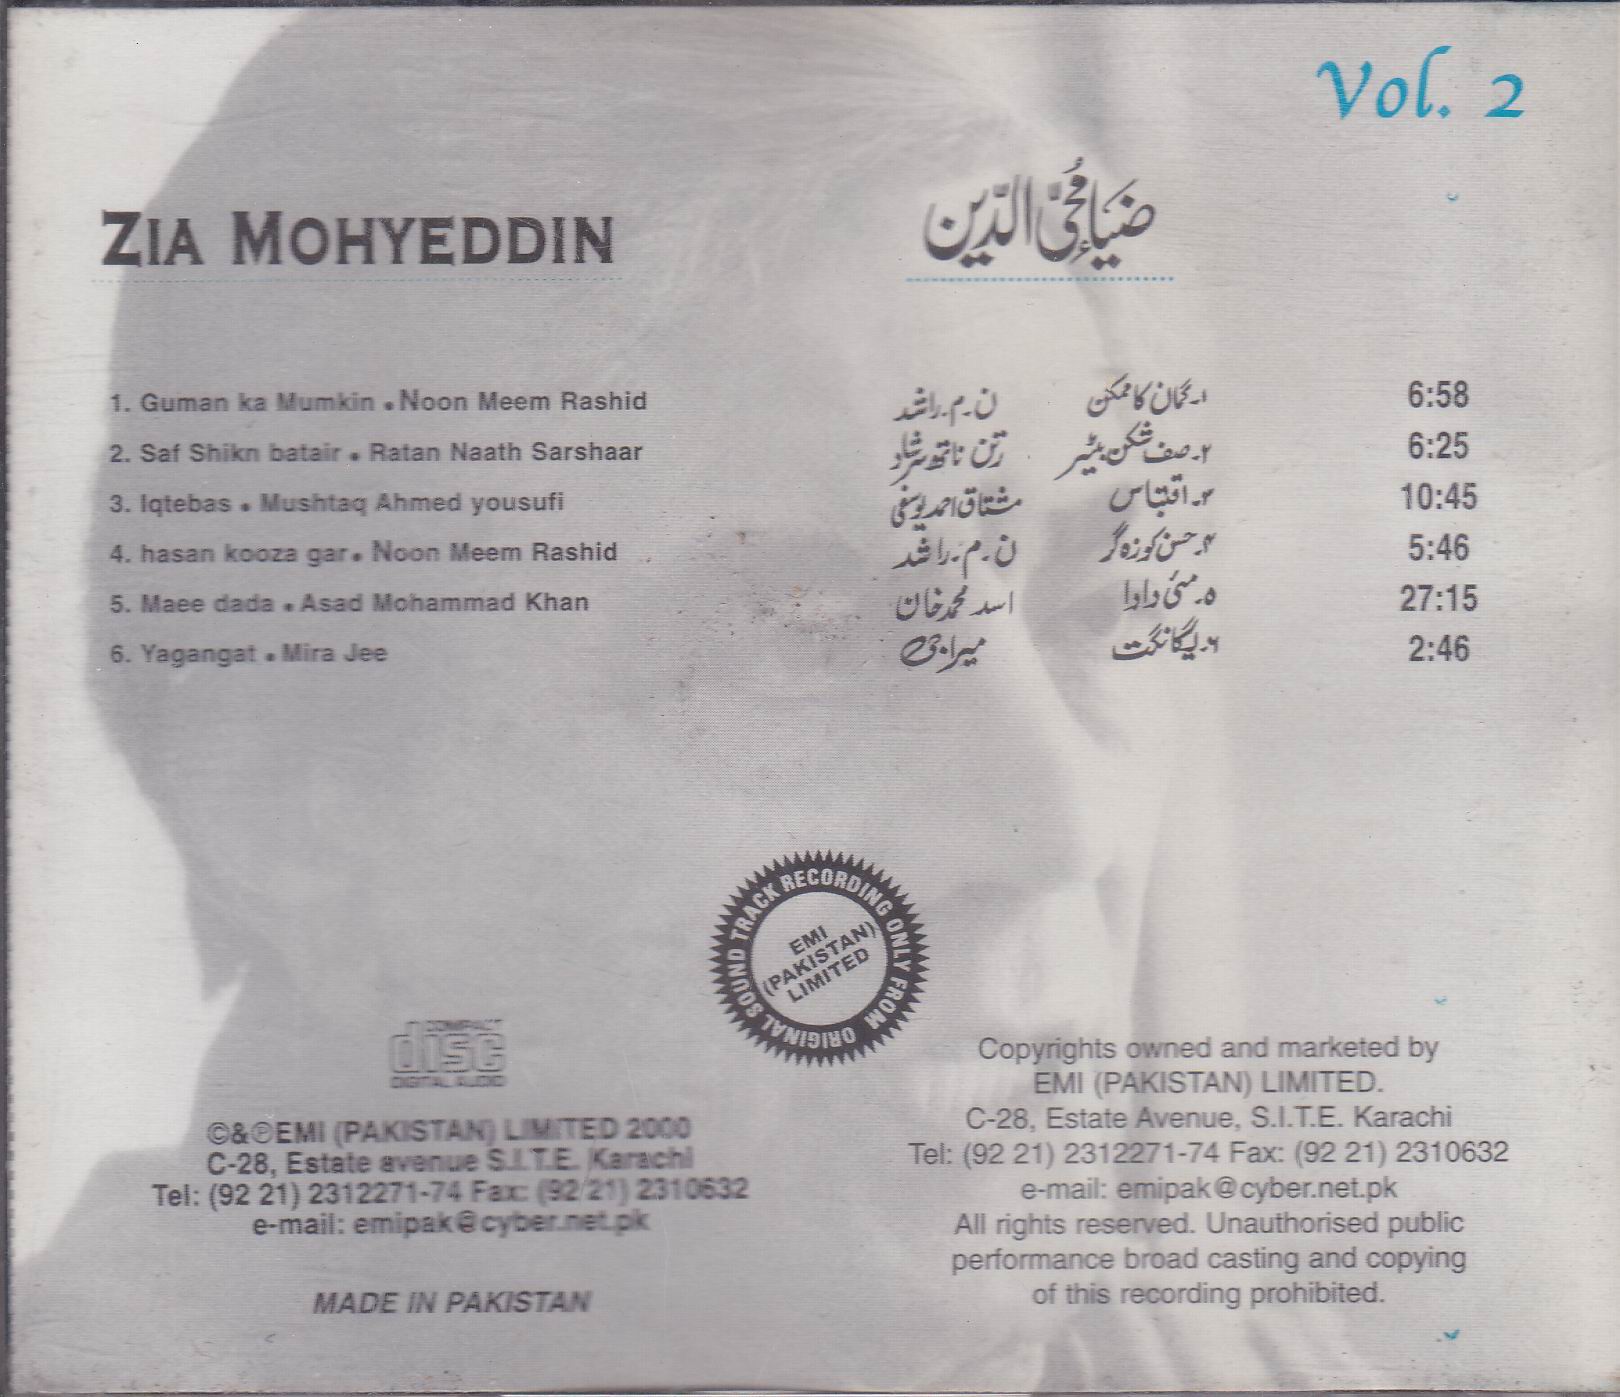 Vol. 2
ZIA MOHYEDDIN
ضیاء محی الدّین
1. Guman ka Mumkin • Noon Meem Rashid ن۔م۔راشد ۱۔گمان کا ممکن 6:58
2. Saf Shikn batair • Ratan Naath Sarshaar رتن ناتھ سرشار ۲۔صف شکن بٹیر 6:25
3. Iqtebas • Mushtaq Ahmed yousufi مشتاق احمد یوسفی ۳۔اقتباس 10:45
4. hasan kooza gar • Noon Meem Rashid ن۔م۔راشد ۴۔حسن کوزہ گر 5:46
5. Maee dada • Asad Mohammad Khan اسد محمد خان ۵۔مئی دادا 27:15
6. Yagangat • Mira Jee میرا جی ۶۔یگانگت 2:46
ORIGINAL SOUND TRACK RECORDING ONLY FROM
EMI
(PAKISTAN)
LIMITED
COMPACT
disc
DIGITAL AUDIO
©&℗EMI (PAKISTAN) LIMITED 2000
C-28, Estate avenue S.I.T.E. Karachi
Tel: (92 21) 2312271-74 Fax: (92 21) 2310632
e-mail: emipak@cyber.net.pk
MADE IN PAKISTAN
Copyrights owned and marketed by
EMI (PAKISTAN) LIMITED.
C-28, Estate Avenue, S.I.T.E. Karachi
Tel: (92 21) 2312271-74 Fax: (92 21) 2310632
e-mail: emipak@cyber.net.pk
All rights reserved. Unauthorised public
performance broad casting and copying
of this recording prohibited.